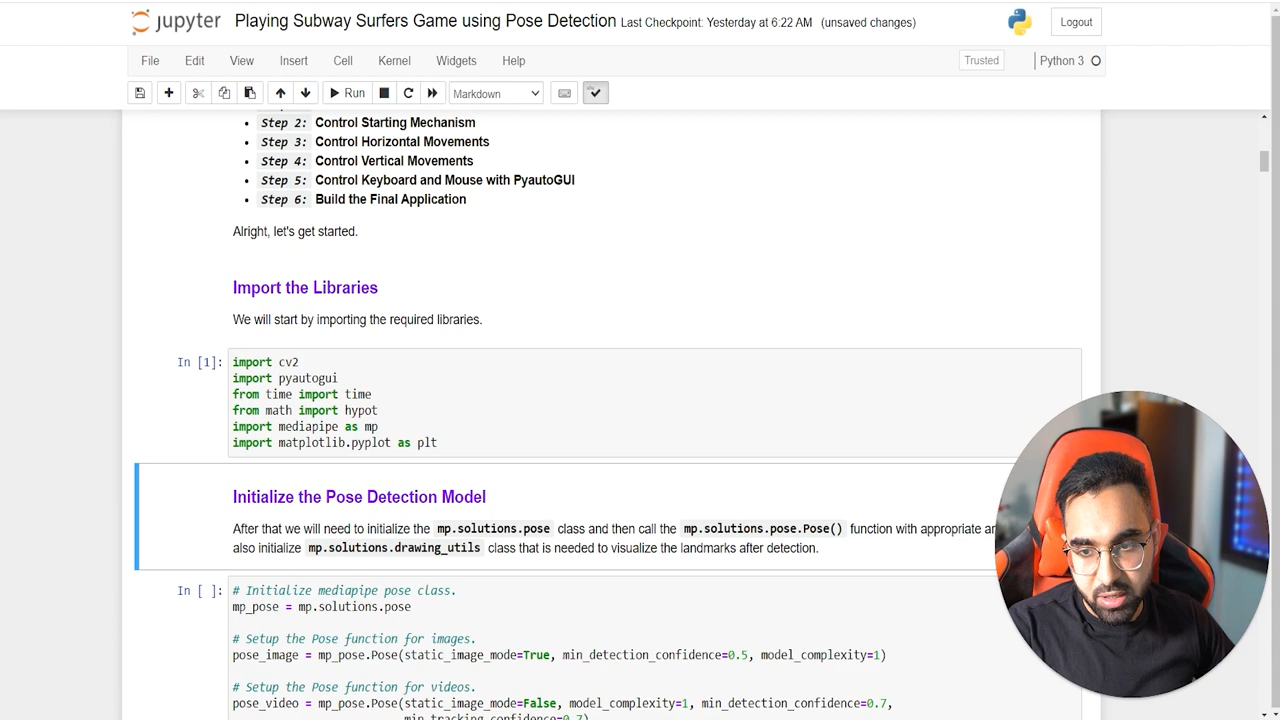 jupyter Playing Subway Surfers Game using Pose Detection Last Checkpoint: Yesterday at 6:22 AM (unsaved changes) Logout
File Edit View Insert Cell Kernel Widgets Help Trusted Python 3
Run Markdown
• Step 2: Control Starting Mechanism
• Step 3: Control Horizontal Movements
• Step 4: Control Vertical Movements
• Step 5: Control Keyboard and Mouse with PyautoGUI
• Step 6: Build the Final Application
Alright, let's get started.
Import the Libraries
We will start by importing the required libraries.
In [1]: import cv2
import pyautogui
from time import time
from math import hypot
import mediapipe as mp
import matplotlib.pyplot as plt
Initialize the Pose Detection Model
After that we will need to initialize the mp.solutions.pose class and then call the mp.solutions.pose.Pose() function with appropriate
also initialize mp.solutions.drawing_utils class that is needed to visualize the landmarks after detection.
In [ ]: # Initialize mediapipe pose class.
mp_pose = mp.solutions.pose
# Setup the Pose function for images.
pose_image = mp_pose.Pose(static_image_mode=True, min_detection_confidence=0.5, model_complexity=1)
# Setup the Pose function for videos.
pose_video = mp_pose.Pose(static_image_mode=False, model_complexity=1, min_detection_confidence=0.7,
min_tracking_confidence=0.7)